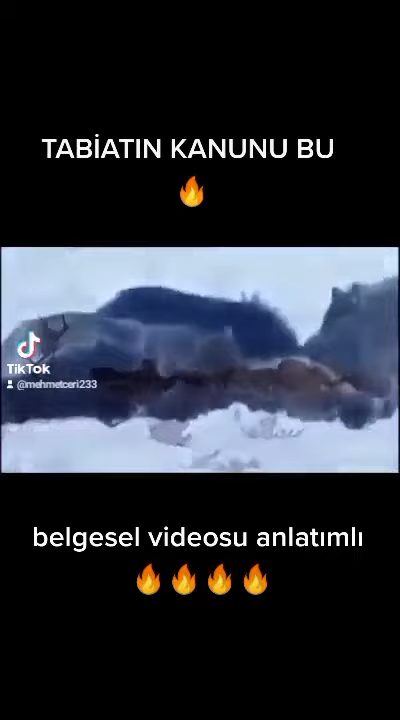 TABİATIN KANUNU BU
🔥
TikTok
@mehmetceri233
belgesel videosu anlatımlı
🔥🔥🔥🔥